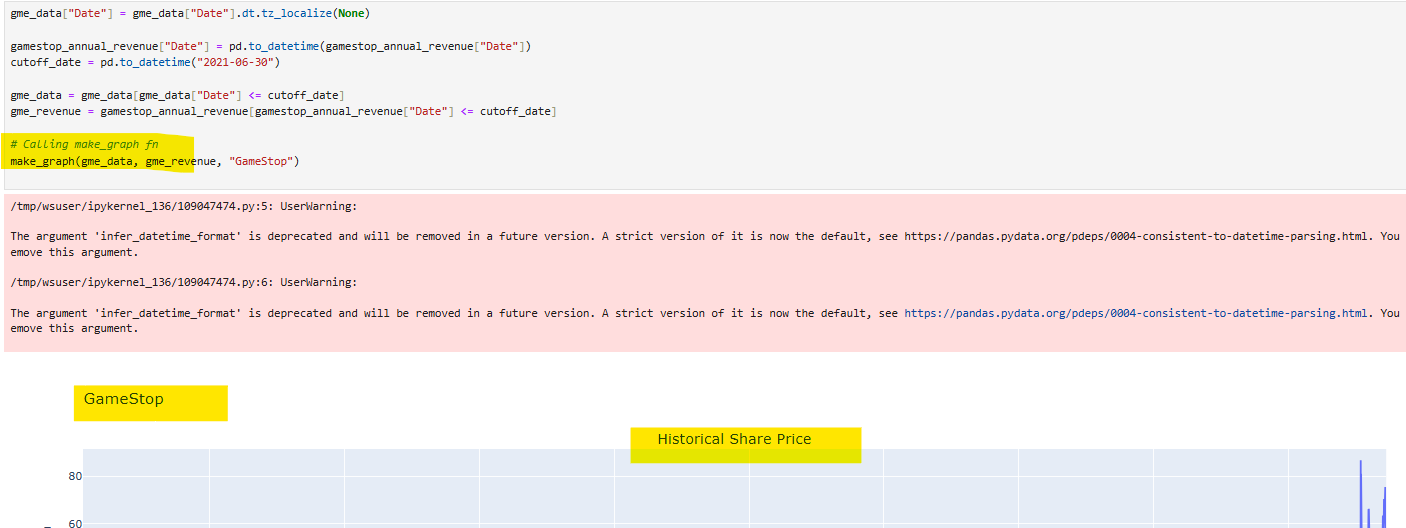 gme_data["Date"] = gme_data["Date"].dt.tz_localize(None)
gamestop_annual_revenue["Date"] = pd.to_datetime(gamestop_annual_revenue["Date"])
cutoff_date = pd.to_datetime("2021-06-30")
gme_data = gme_data[gme_data["Date"] <= cutoff_date]
gme_revenue = gamestop_annual_revenue[gamestop_annual_revenue["Date"] <= cutoff_date]
# Calling make_graph fn
make_graph(gme_data, gme_revenue, "GameStop")
/tmp/wsuser/ipykernel_136/109047474.py:5: UserWarning:
The argument 'infer_datetime_format' is deprecated and will be removed in a future version. A strict version of it is now the default, see https://pandas.pydata.org/pdeps/0004-consistent-to-datetime-parsing.html. You
emove this argument.
/tmp/wsuser/ipykernel_136/109047474.py:6: UserWarning:
The argument 'infer_datetime_format' is deprecated and will be removed in a future version. A strict version of it is now the default, see https://pandas.pydata.org/pdeps/0004-consistent-to-datetime-parsing.html. You
emove this argument.
GameStop
Historical Share Price
80
60